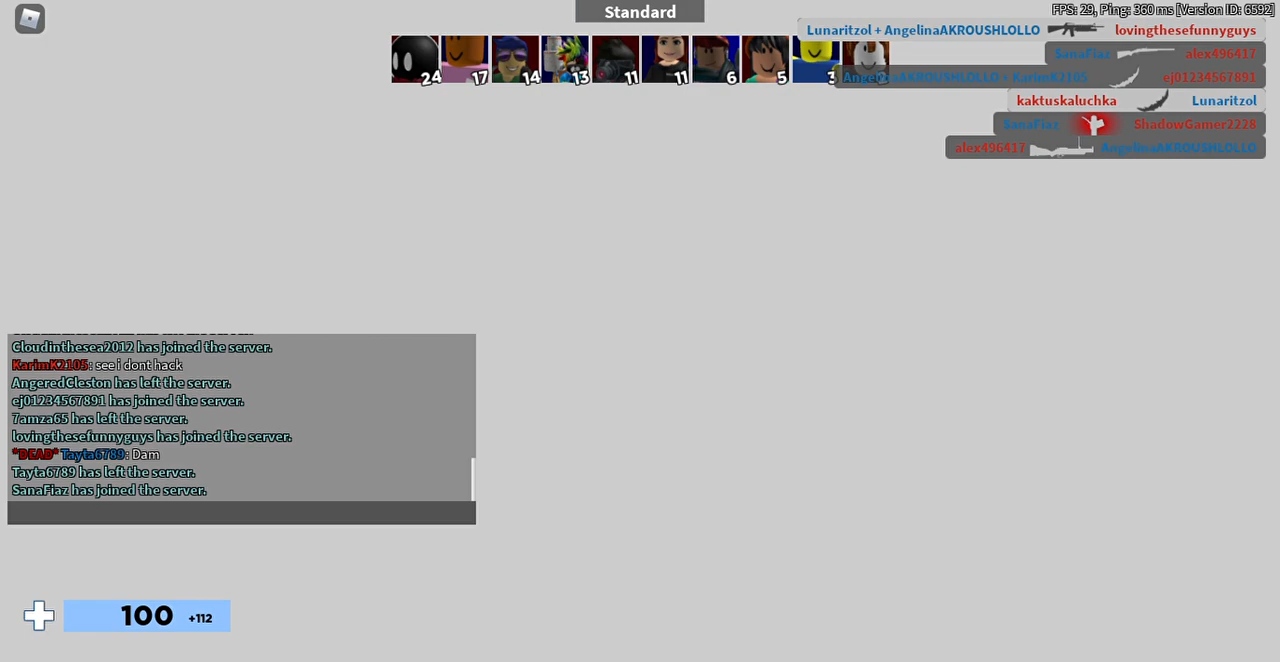 Standard
FPS: 29, Ping: 360 ms [Version ID: 6592]
Lunaritzol + AngelinaAKROUSHLOLLO lovingthesefunnyguys
SanaFiaz alex496417
24 17 14 13 11 11 6 5 3
AngelinaAKROUSHLOLLO + KarimK2105 ej01234567891
kaktuskaluchka Lunaritzol
SanaFiaz ShadowGamer2228
alex496417 AngelinaAKROUSHLOLLO
Cloudinthesea2012 has joined the server.
KarimK2105: see i dont hack
AngeredCleston has left the server.
ej01234567891 has joined the server.
7amza65 has left the server.
lovingthesefunnyguys has joined the server.
*DEAD* Tayta6789: Dam
Tayta6789 has left the server.
SanaFiaz has joined the server.
100 +112